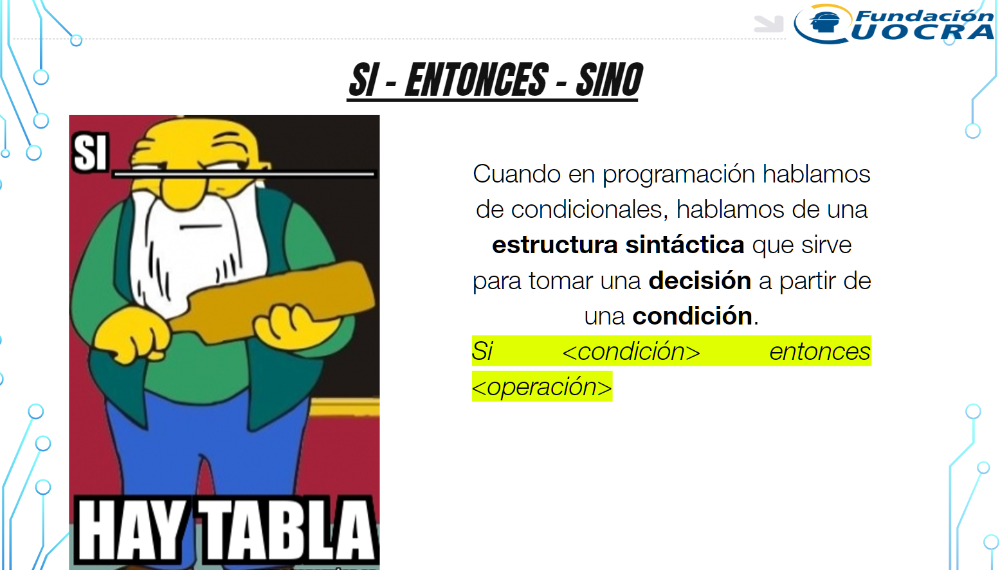 Fundación
UOCRA
SI - ENTONCES - SINO
SI
HAY TABLA
Cuando en programación hablamos
de condicionales, hablamos de una
estructura sintáctica que sirve
para tomar una decisión a partir de
una condición.
Si <condición> entonces
<operación>